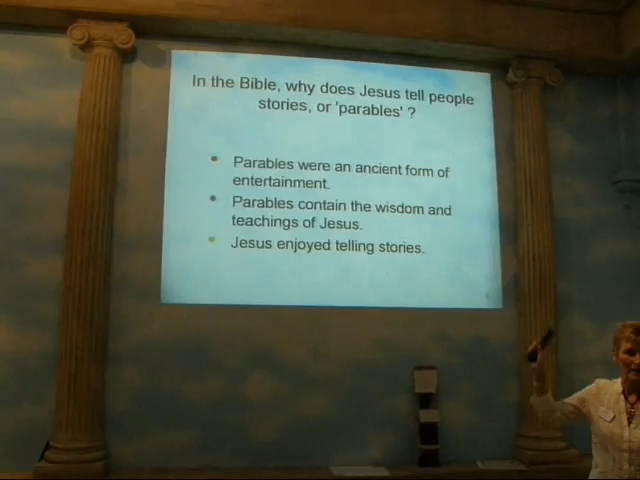 In the Bible, why does Jesus tell people
stories, or 'parables' ?
Parables were an ancient form of
entertainment.
Parables contain the wisdom and
teachings of Jesus.
Jesus enjoyed telling stories.